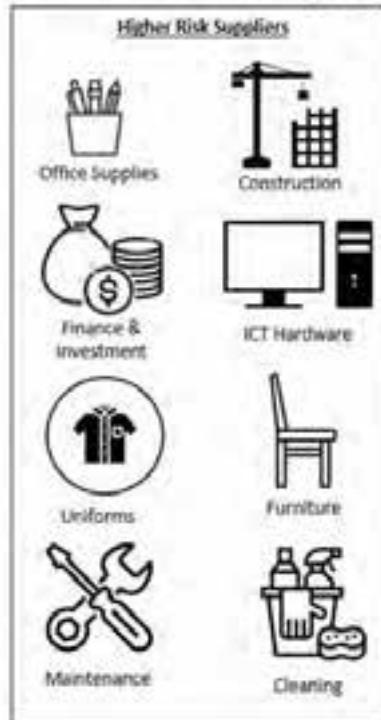 Higher Risk Suppliers
Office Supplies
Construction
Finance &
Investment
ICT Hardware
Uniforms
Furniture
Maintenance
Cleaning